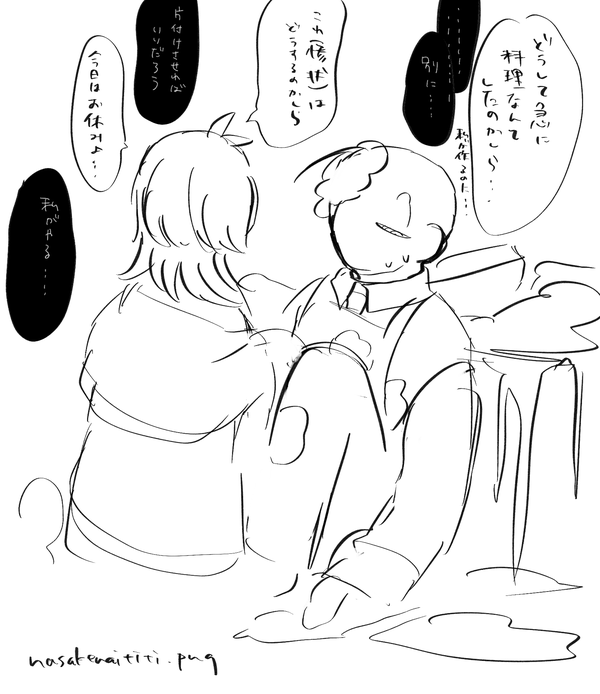 どうして急に
料理なんて
したのかしら…
私が作るのに…
…………
別に……
これ(惨状)は
どうするのかしら
片付けさせれば
いいだろう
今日はお休みよ…
私がやる……
nasakenaititi.png